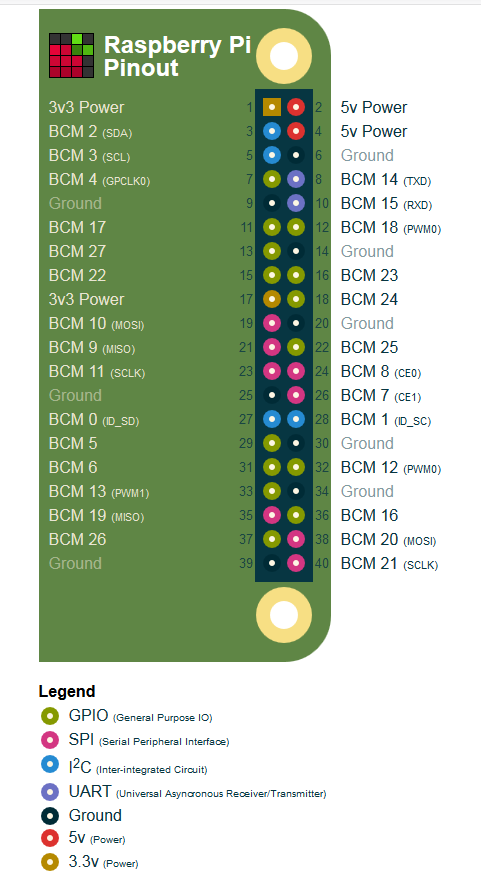 Raspberry Pi
Pinout
3v3 Power 1 2 5v Power
BCM 2 (SDA) 3 4 5v Power
BCM 3 (SCL) 5 6 Ground
BCM 4 (GPCLK0) 7 8 BCM 14 (TXD)
Ground 9 10 BCM 15 (RXD)
BCM 17 11 12 BCM 18 (PWM0)
BCM 27 13 14 Ground
BCM 22 15 16 BCM 23
3v3 Power 17 18 BCM 24
BCM 10 (MOSI) 19 20 Ground
BCM 9 (MISO) 21 22 BCM 25
BCM 11 (SCLK) 23 24 BCM 8 (CE0)
Ground 25 26 BCM 7 (CE1)
BCM 0 (ID_SD) 27 28 BCM 1 (ID_SC)
BCM 5 29 30 Ground
BCM 6 31 32 BCM 12 (PWM0)
BCM 13 (PWM1) 33 34 Ground
BCM 19 (MISO) 35 36 BCM 16
BCM 26 37 38 BCM 20 (MOSI)
Ground 39 40 BCM 21 (SCLK)
Legend
GPIO (General Purpose IO)
SPI (Serial Peripheral Interface)
I²C (Inter-integrated Circuit)
UART (Universal Asyncronous Receiver/Transmitter)
Ground
5v (Power)
3.3v (Power)